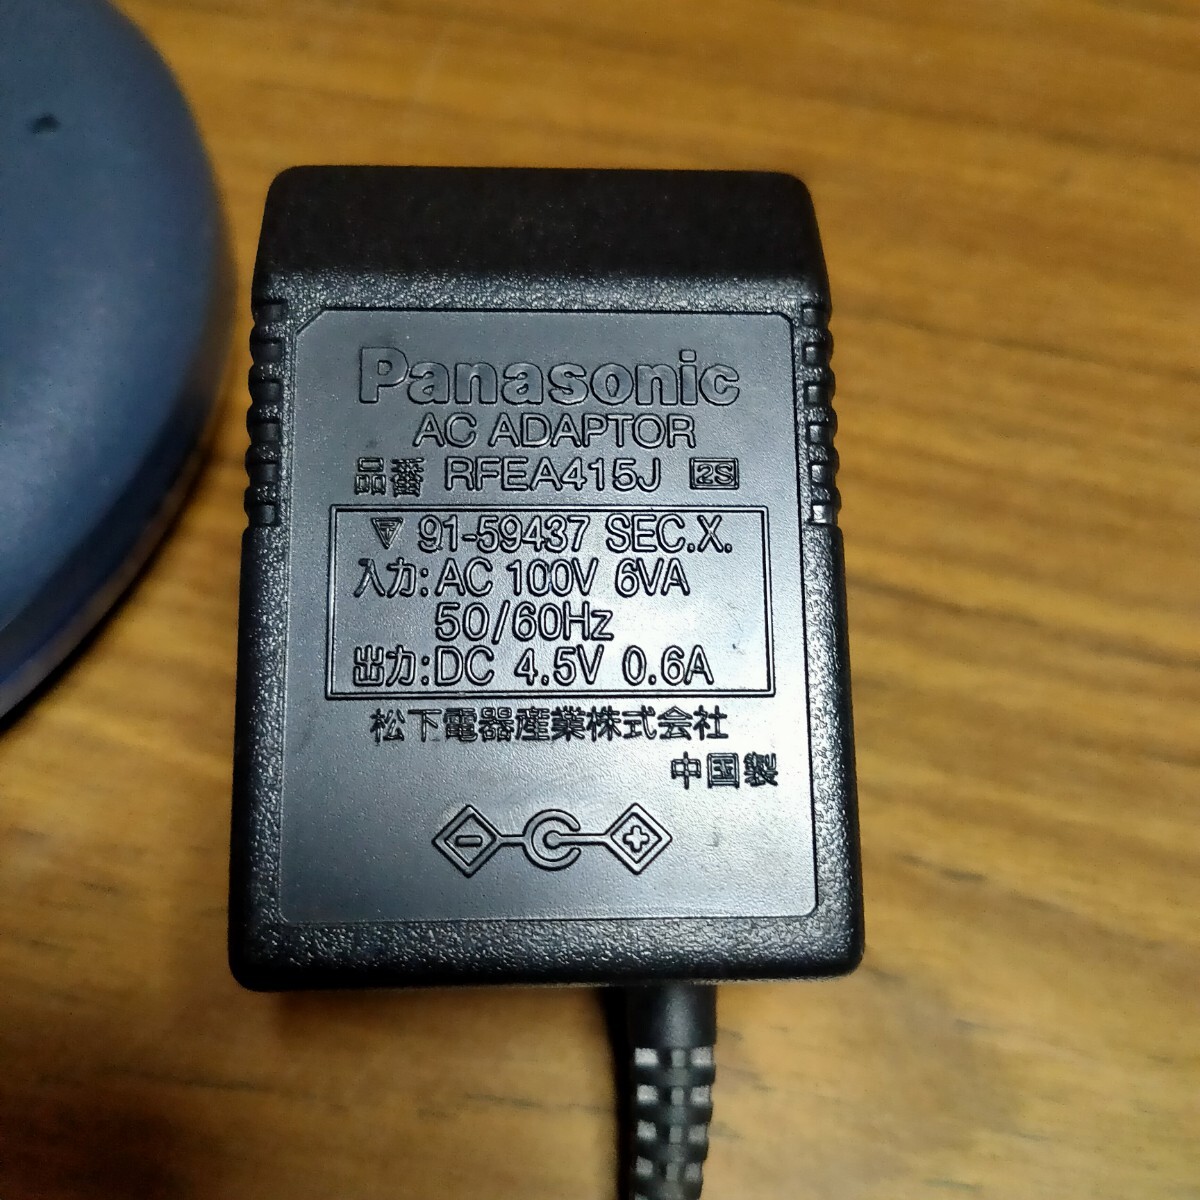 Panasonic
AC ADAPTOR
品番 RFEA415J 2S
91-59437 SEC.X.
入力:AC 100V 6VA
50/60Hz
出力:DC 4.5V 0.6A
松下電器産業株式会社
中国製
- +